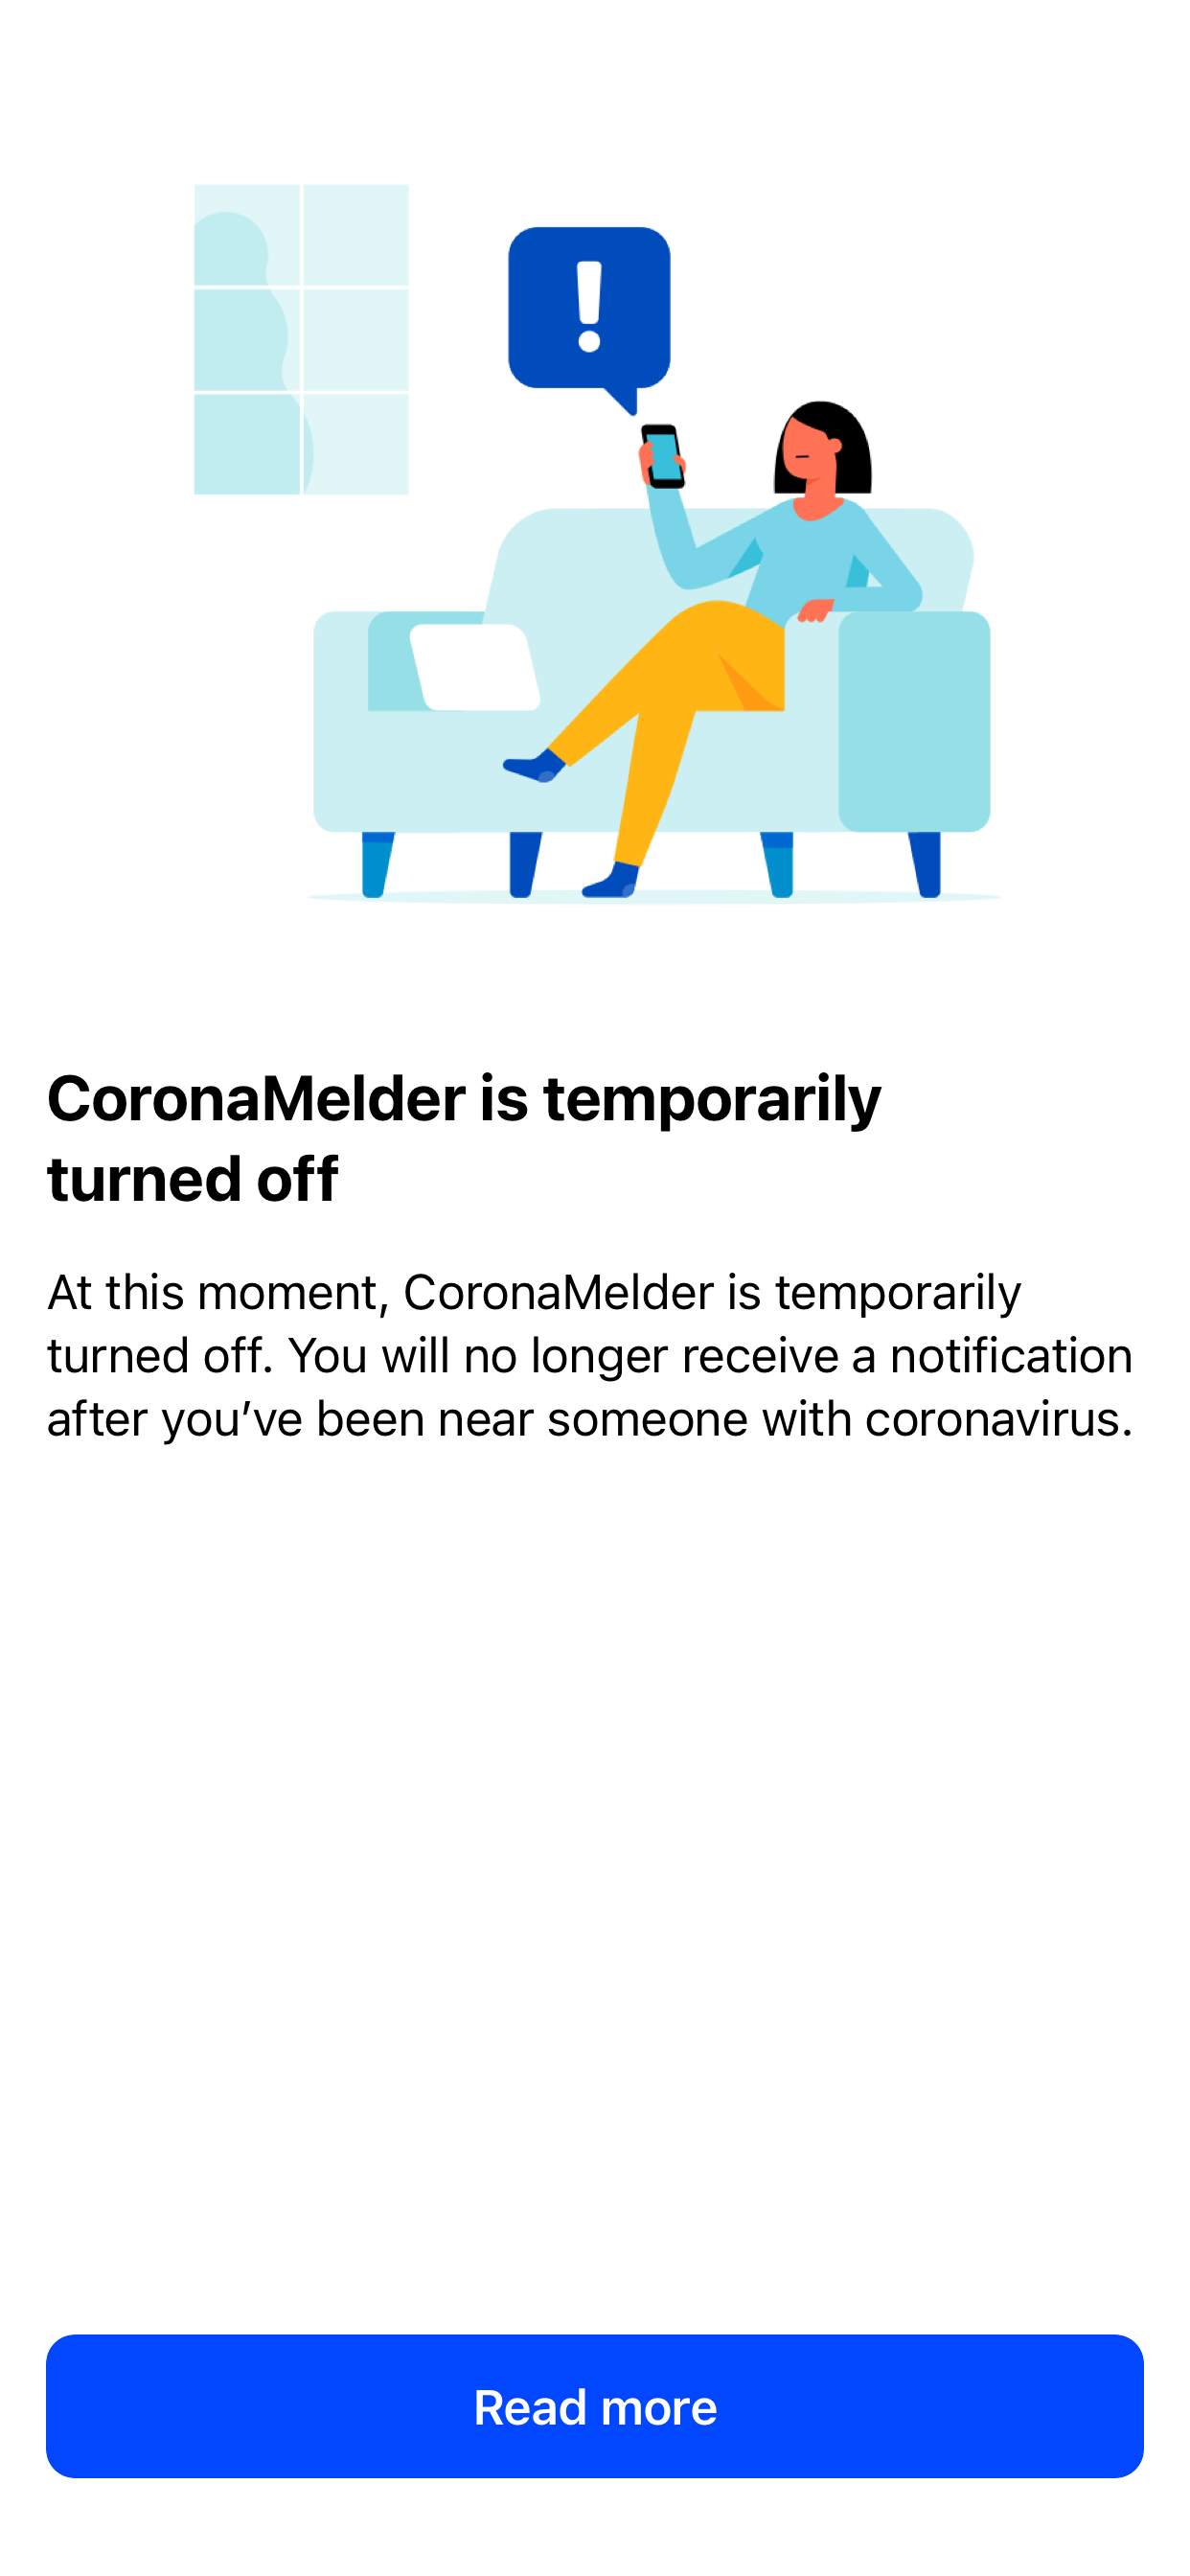 !
CoronaMelder is temporarily
turned off
At this moment, CoronaMelder is temporarily
turned off. You will no longer receive a notification
after you’ve been near someone with coronavirus.
Read more